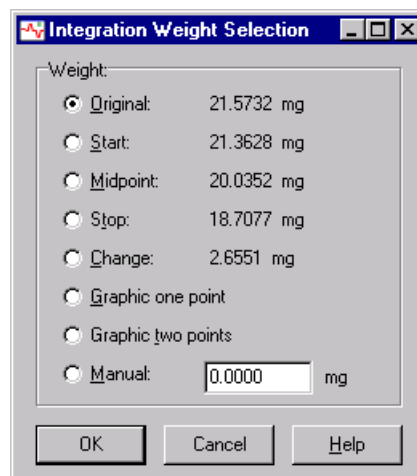 Integration Weight Selection
Weight:
Original: 21.5732 mg
Start: 21.3628 mg
Midpoint: 20.0352 mg
Stop: 18.7077 mg
Change: 2.6551 mg
Graphic one point
Graphic two points
Manual: 0.0000 mg
OK Cancel Help